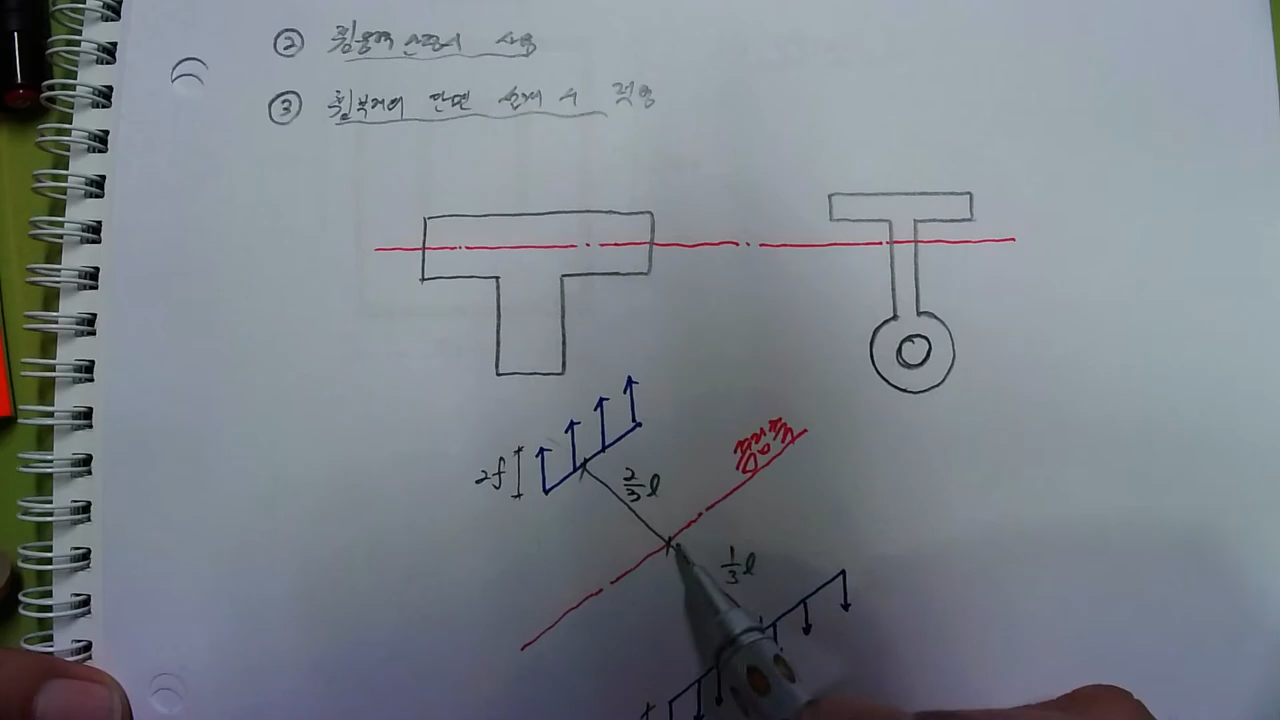 ② 휨응력 산정시 사용
③ 휨부재의 단면 설계 시 적용
중립축
2f
2/3 l
1/3 l